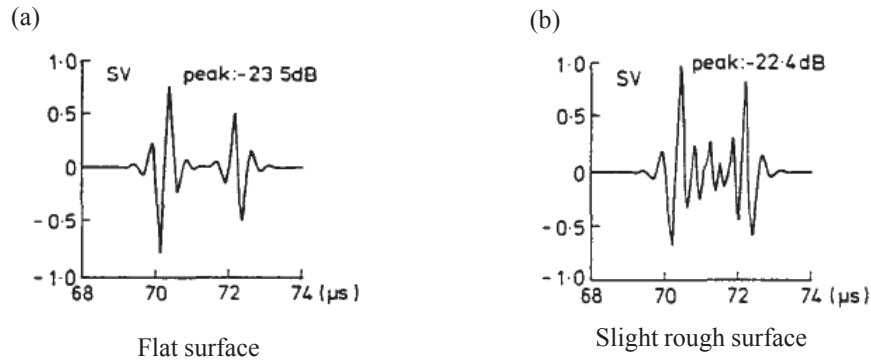 (a)
1·0
SV
peak:-23 5dB
0·5
0
-0·5
-1·0
68
70
72
74 (μs)
Flat surface
(b)
1·0
SV
peak:-22·4dB
0·5
0
-0·5
-1·0
68
70
72
74 (μs)
Slight rough surface